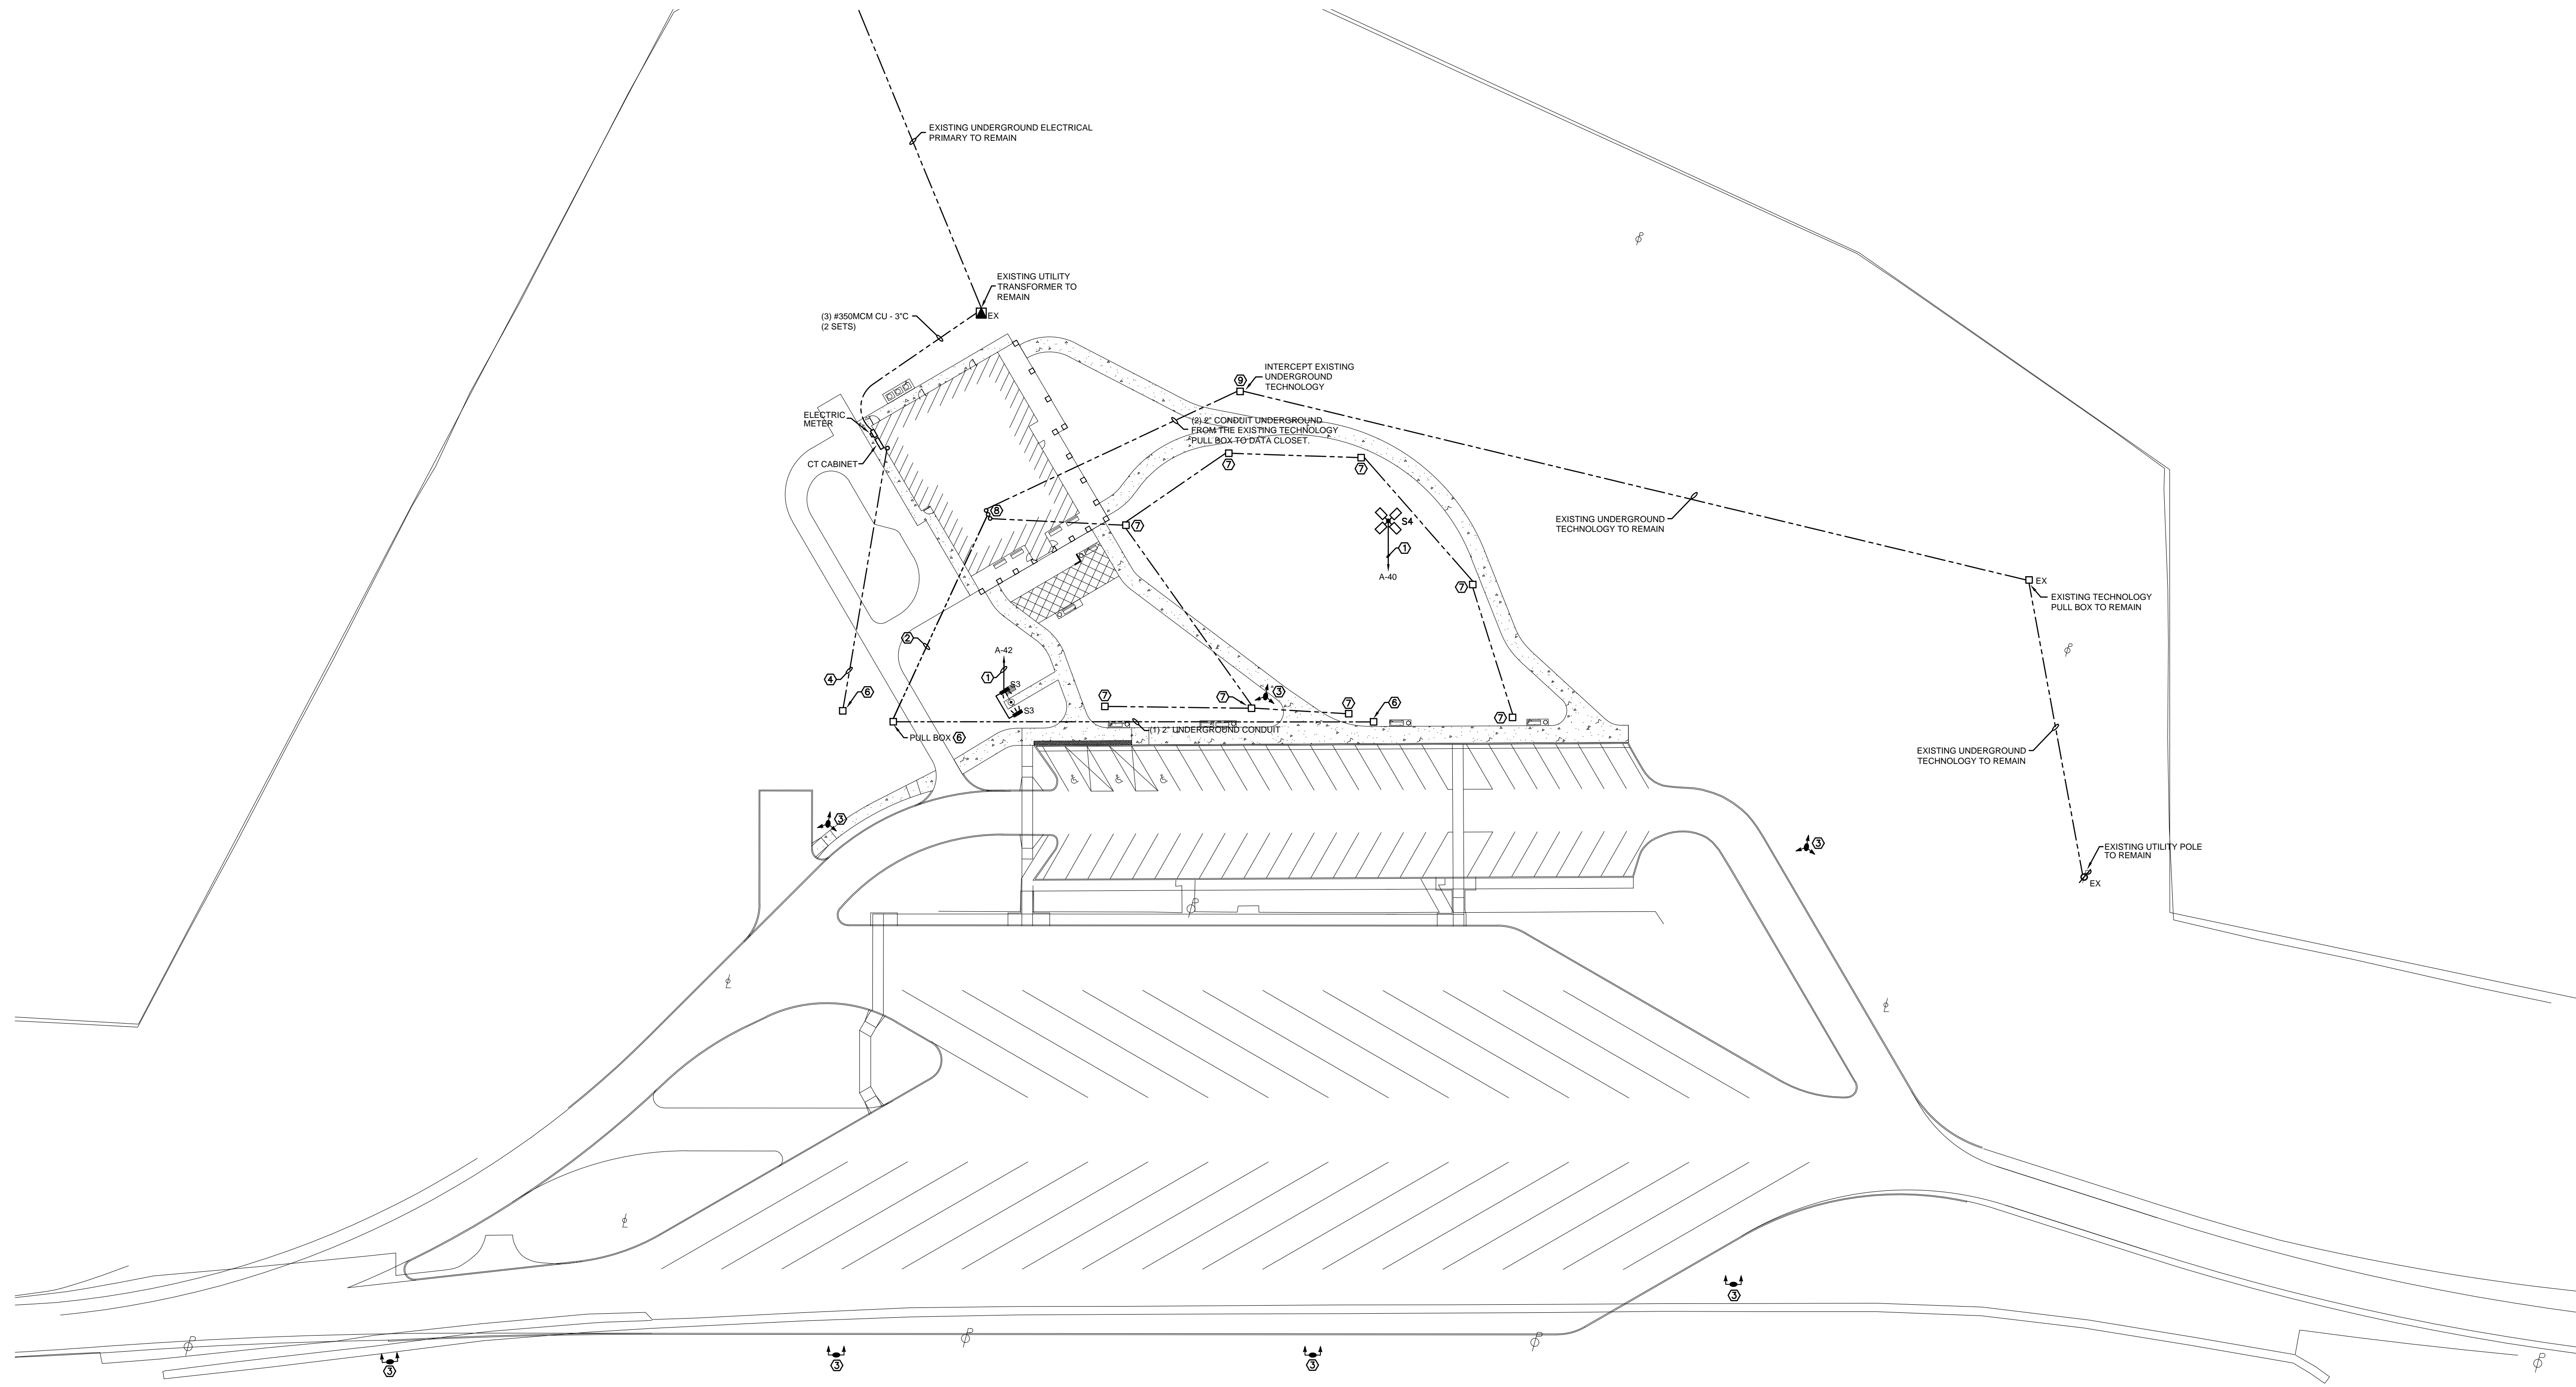 EXISTING UNDERGROUND ELECTRICAL
PRIMARY TO REMAIN
EXISTING UTILITY
TRANSFORMER TO
REMAIN
EX
(3) #350MCM CU - 3"C
(2 SETS)
INTERCEPT EXISTING
UNDERGROUND
TECHNOLOGY
9
ELECTRIC
METER
(2) 2" CONDUIT UNDERGROUND
FROM THE EXISTING TECHNOLOGY
PULL BOX TO DATA CLOSET.
CT CABINET
7
7
8
7
S4
1
A-40
EXISTING UNDERGROUND
TECHNOLOGY TO REMAIN
EX
EXISTING TECHNOLOGY
PULL BOX TO REMAIN
7
2
A-42
1
S3
S3
4
6
7
7
3
7
6
7
PULL BOX 6
(1) 2" UNDERGROUND CONDUIT
EXISTING UNDERGROUND
TECHNOLOGY TO REMAIN
3
3
EXISTING UTILITY POLE
TO REMAIN
EX
3
3
3
3